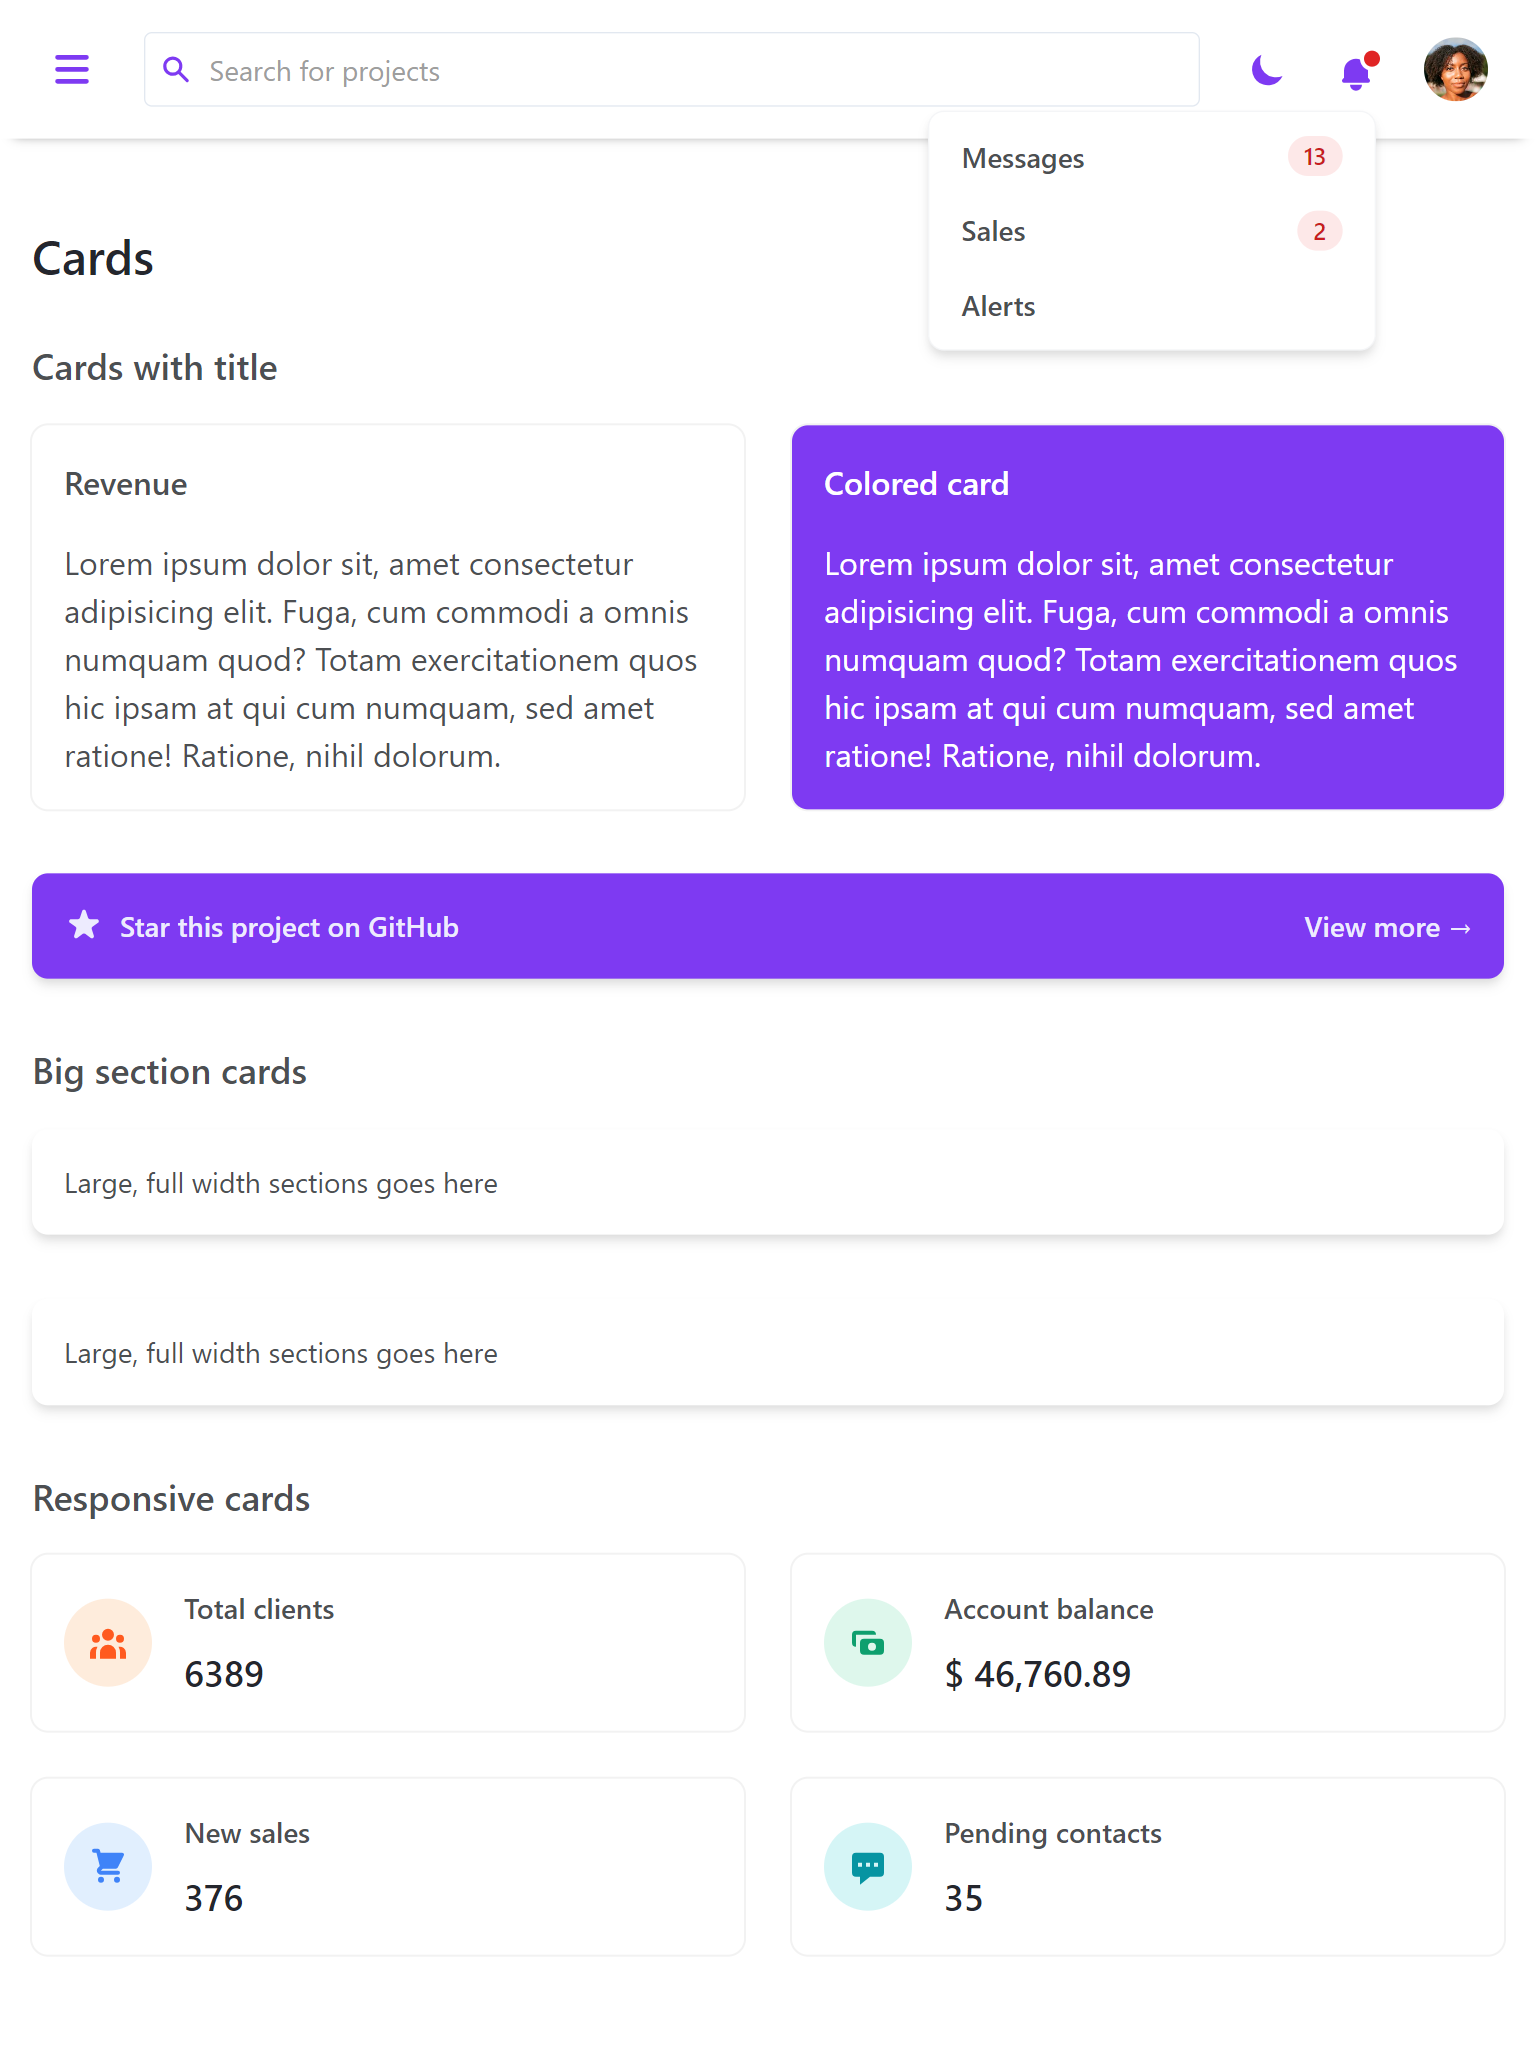 Search for projects
Messages 13
Sales 2
Alerts
Cards
Cards with title
Revenue
Lorem ipsum dolor sit, amet consectetur
adipisicing elit. Fuga, cum commodi a omnis
numquam quod? Totam exercitationem quos
hic ipsam at qui cum numquam, sed amet
ratione! Ratione, nihil dolorum.
Colored card
Lorem ipsum dolor sit, amet consectetur
adipisicing elit. Fuga, cum commodi a omnis
numquam quod? Totam exercitationem quos
hic ipsam at qui cum numquam, sed amet
ratione! Ratione, nihil dolorum.
Star this project on GitHub
View more →
Big section cards
Large, full width sections goes here
Large, full width sections goes here
Responsive cards
Total clients
6389
Account balance
$ 46,760.89
New sales
376
Pending contacts
35